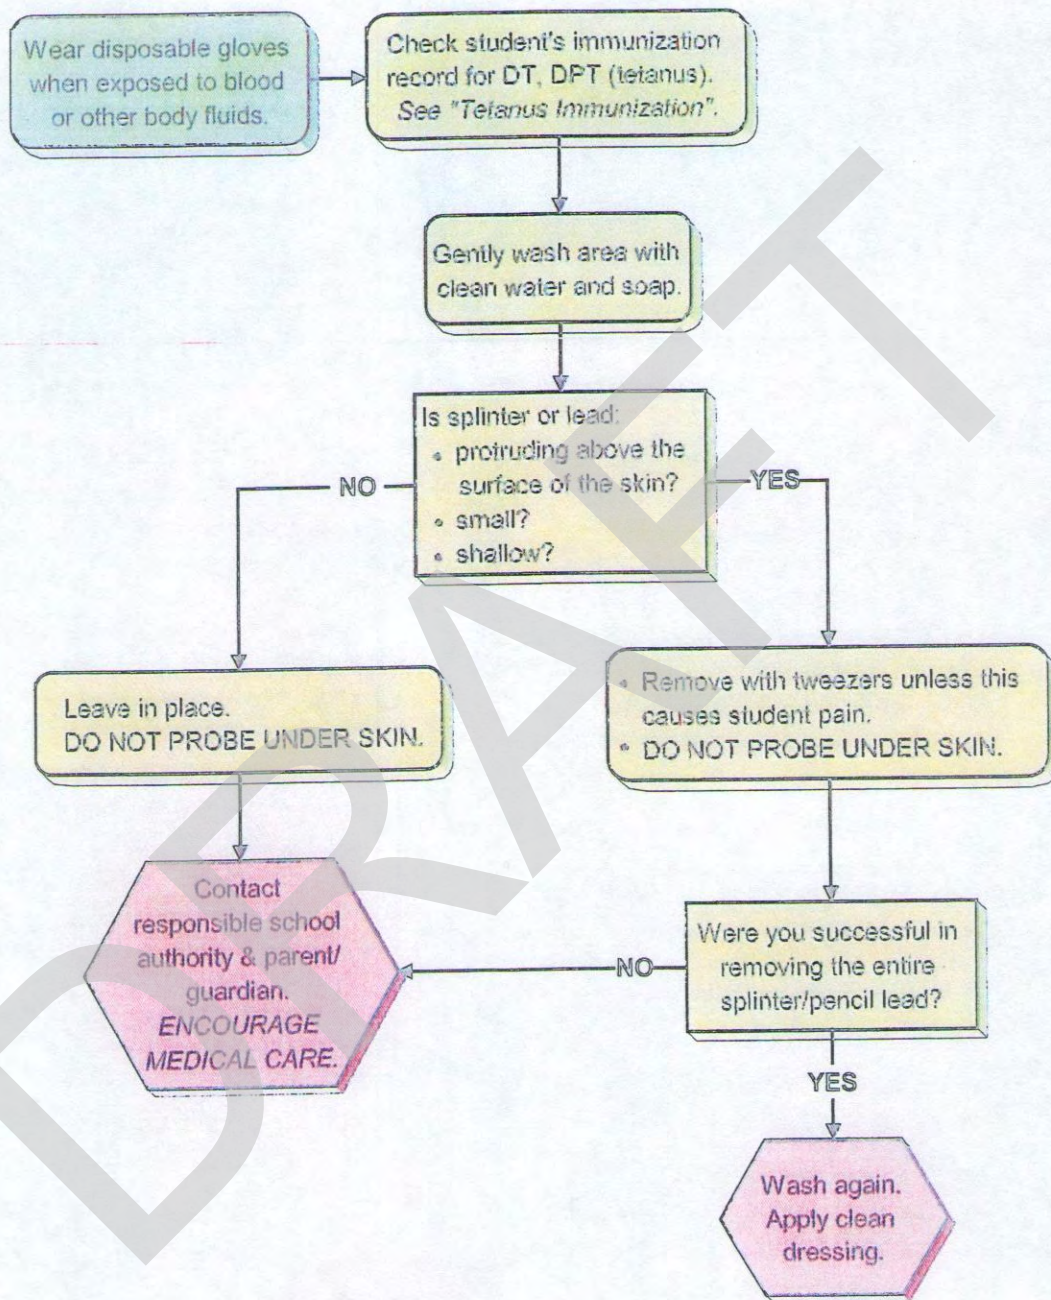 Wear disposable gloves
when exposed to blood
or other body fluids.
Check student's immunization
record for DT, DPT (tetanus).
See "Tetanus Immunization".
Gently wash area with
clean water and soap.
Is splinter or lead:
• protruding above the
surface of the skin?
• small?
• shallow?
NO
YES
Leave in place.
DO NOT PROBE UNDER SKIN.
• Remove with tweezers unless this
causes student pain.
• DO NOT PROBE UNDER SKIN.
Contact
responsible school
authority & parent/
guardian.
ENCOURAGE
MEDICAL CARE.
NO
Were you successful in
removing the entire
splinter/pencil lead?
YES
Wash again.
Apply clean
dressing.
DRAFT